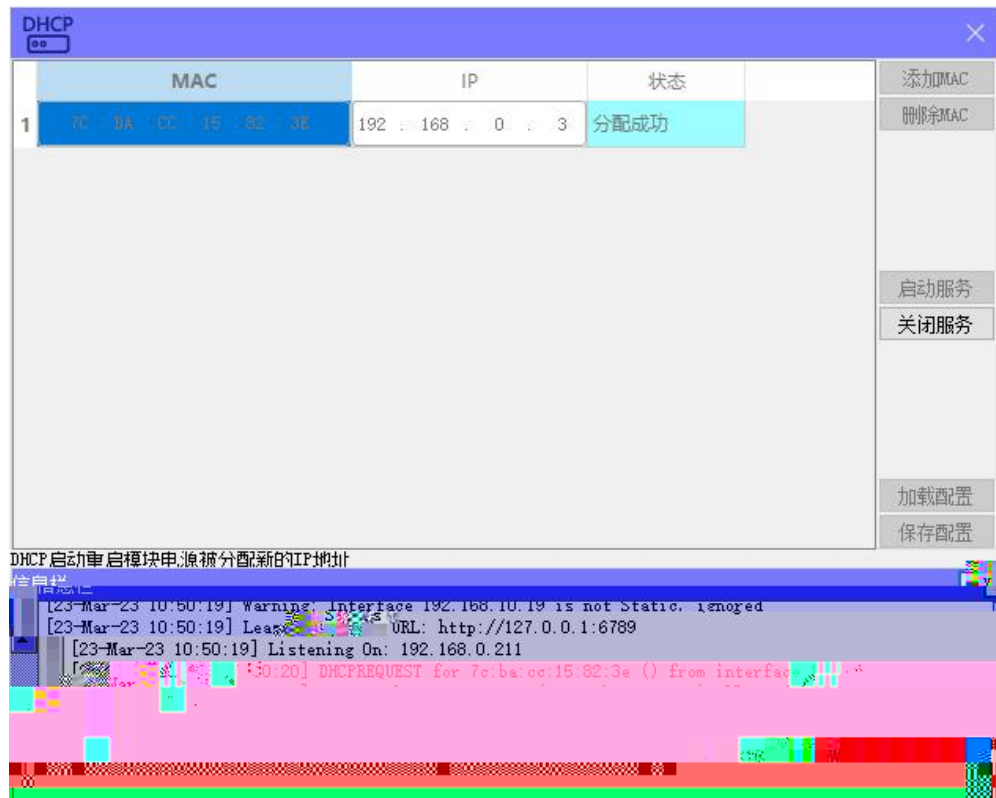 DHCP
MAC IP 状态 添加MAC
1 7C : BA : CC : 15 : 82 : 3E 192 . 168 . 0 . 3 分配成功 删除MAC
启动服务
关闭服务
加载配置
保存配置
DHCP启动重启模块电源被分配新的IP地址
信息栏
[23-Mar-23 10:50:19] Warning: Interface 192.168.10.19 is not Static, ignored
[23-Mar-23 10:50:19] URL: http://127.0.0.1:6789
[23-Mar-23 10:50:19] Listening On: 192.168.0.211
:50:20] DHCPREQUEST for 7c:ba:cc:15:82:3e () from interface